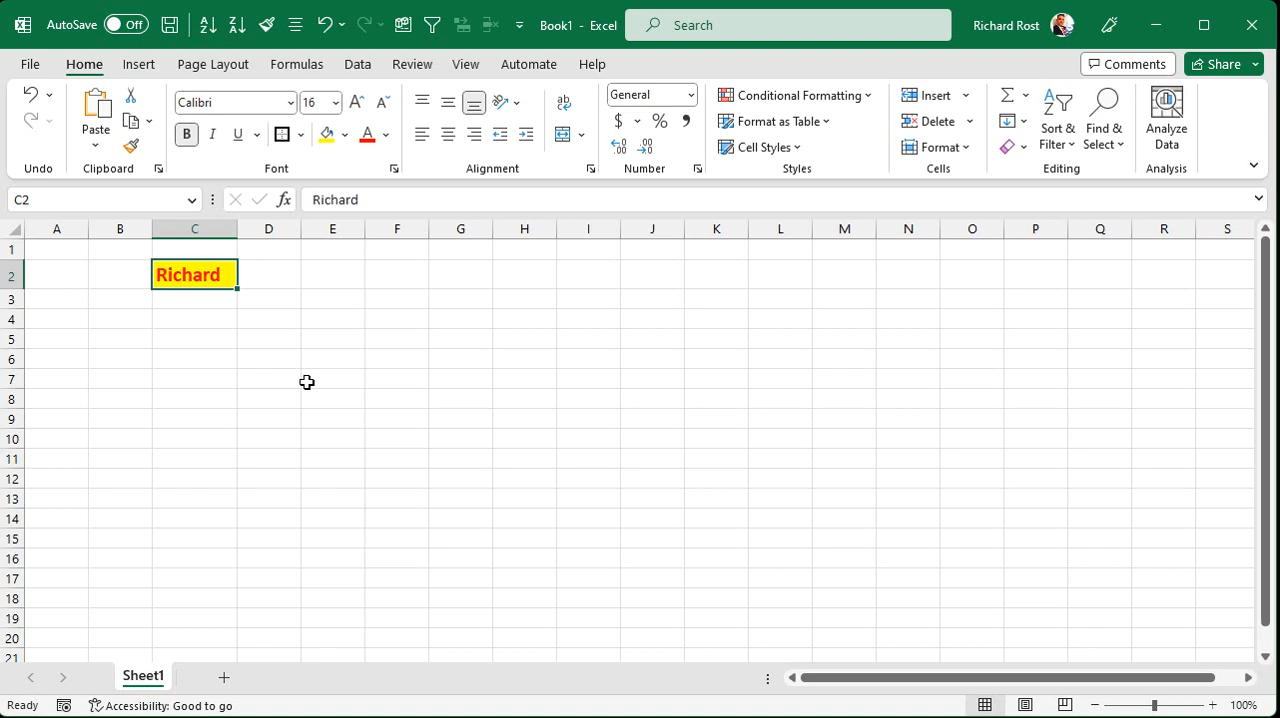 AutoSave Off Book1 - Excel Search Richard Rost
File Home Insert Page Layout Formulas Data Review View Automate Help Comments Share
Calibri 16 General Conditional Formatting Insert
Paste Format as Table Delete Sort & Find & Analyze
Cell Styles Format Filter Select Data
Undo Clipboard Font Alignment Number Styles Cells Editing Analysis
C2 fx Richard
A B C D E F G H I J K L M N O P Q R S
1
2 Richard
3
4
5
6
7
8
9
10
11
12
13
14
15
16
17
18
19
20
21
Sheet1
Ready Accessibility: Good to go 100%